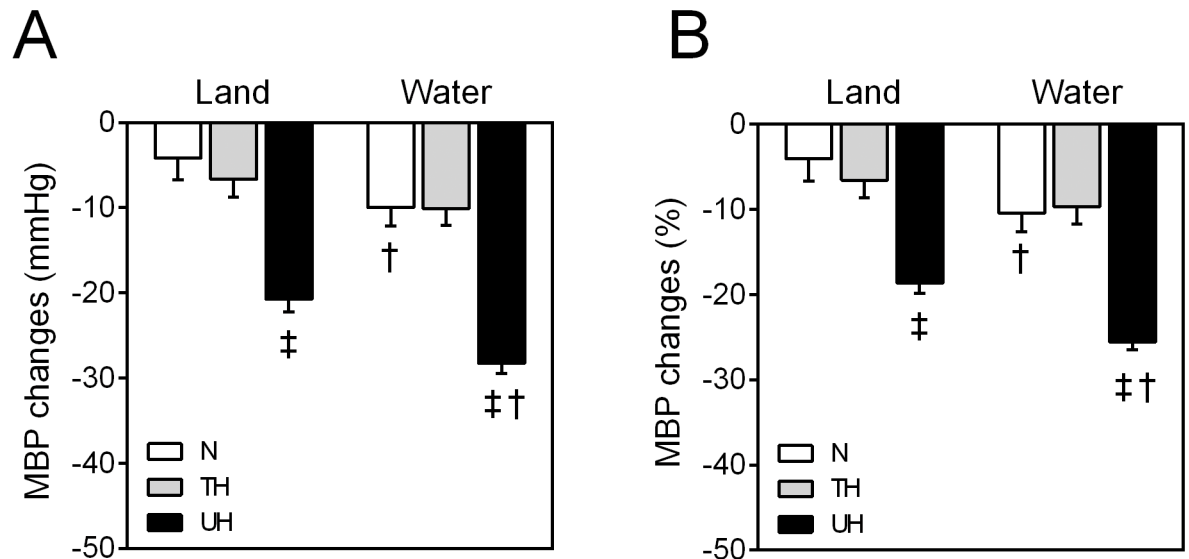 A
Land Water
MBP changes (mmHg)
0
-10
-20
-30
-40
-50
†
‡
‡ †
N
TH
UH
B
Land Water
MBP changes (%)
0
-10
-20
-30
-40
-50
†
‡
‡ †
N
TH
UH